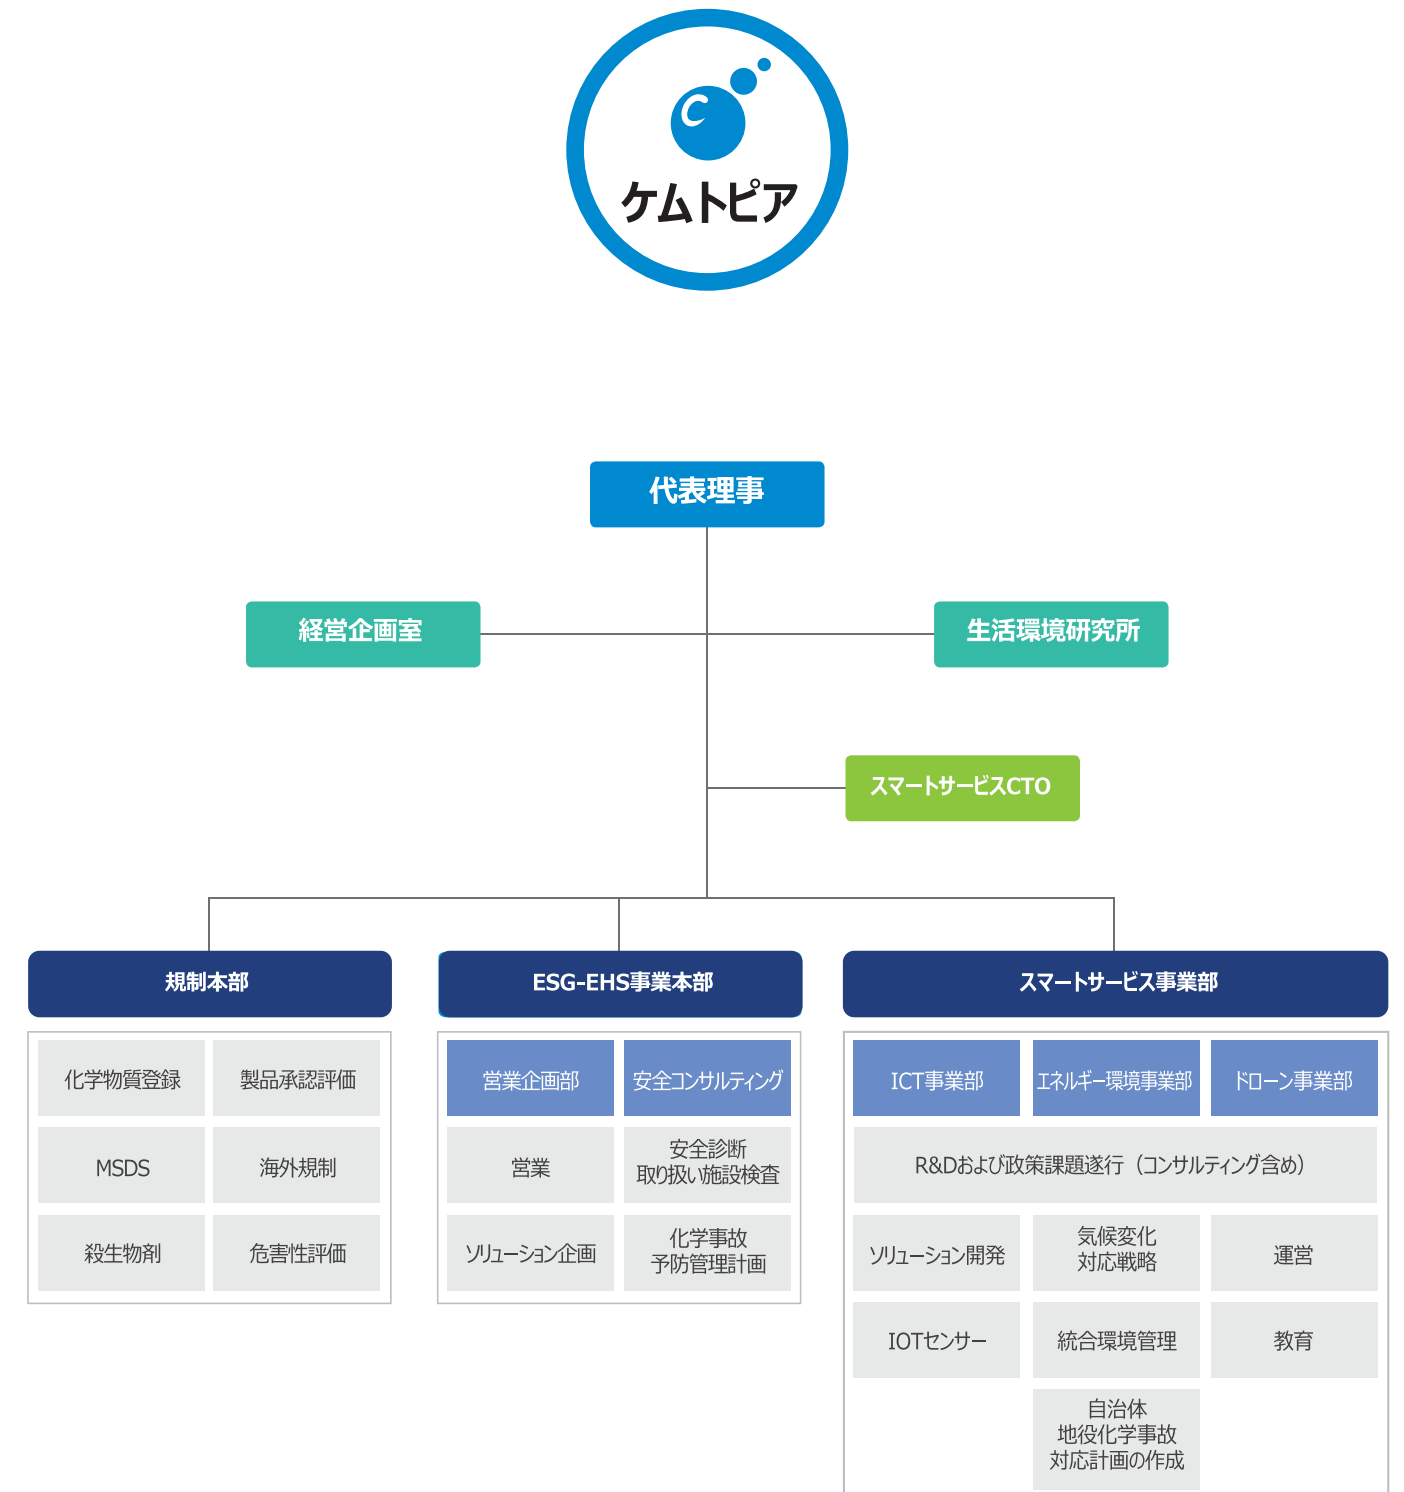 ケムトピア
代表理事
経営企画室
生活環境研究所
スマートサービスCTO
規制本部
ESG-EHS事業本部
スマートサービス事業部
化学物質登録
製品承認評価
MSDS
海外規制
殺生物剤
危害性評価
営業企画部
安全コンサルティング
営業
安全診断
取り扱い施設検査
ソリューション企画
化学事故
予防管理計画
ICT事業部
エネルギー環境事業部
ドローン事業部
R&Dおよび政策課題遂行（コンサルティング含め）
ソリューション開発
気候変化
対応戦略
運営
IOTセンサー
統合環境管理
教育
自治体
地役化学事故
対応計画の作成